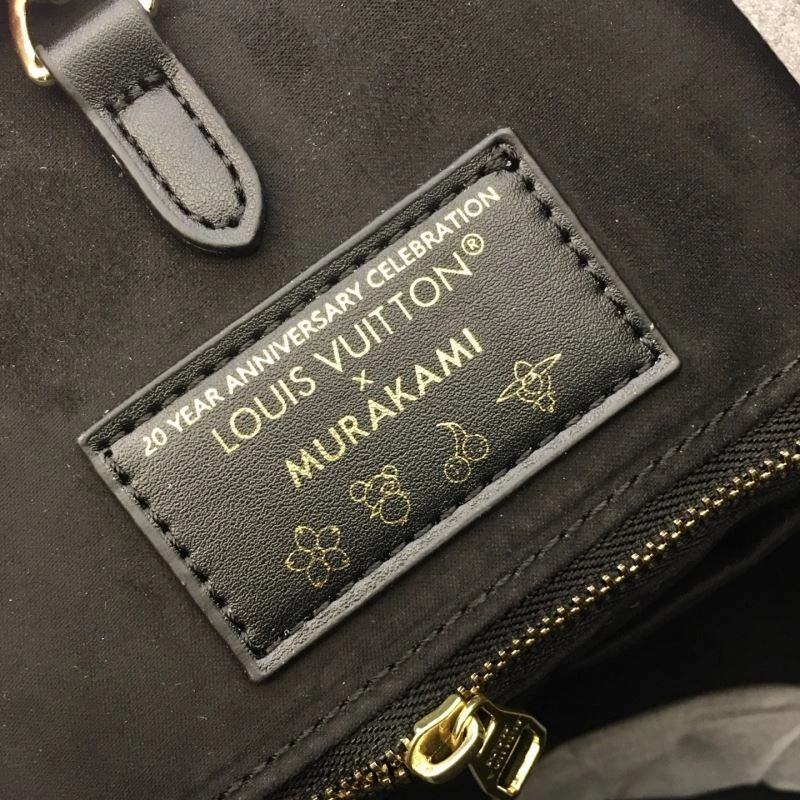 20 YEAR ANNIVERSARY CELEBRATION
LOUIS VUITTON®
x
MURAKAMI